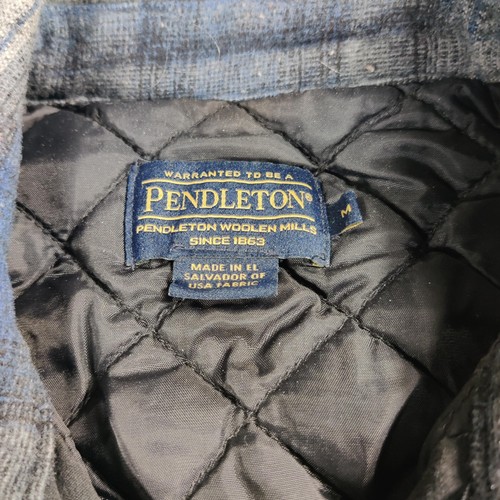 WARRANTED TO BE A
PENDLETON®
PENDLETON WOOLEN MILLS
SINCE 1863
M
MADE IN EL
SALVADOR OF
USA FABRIC